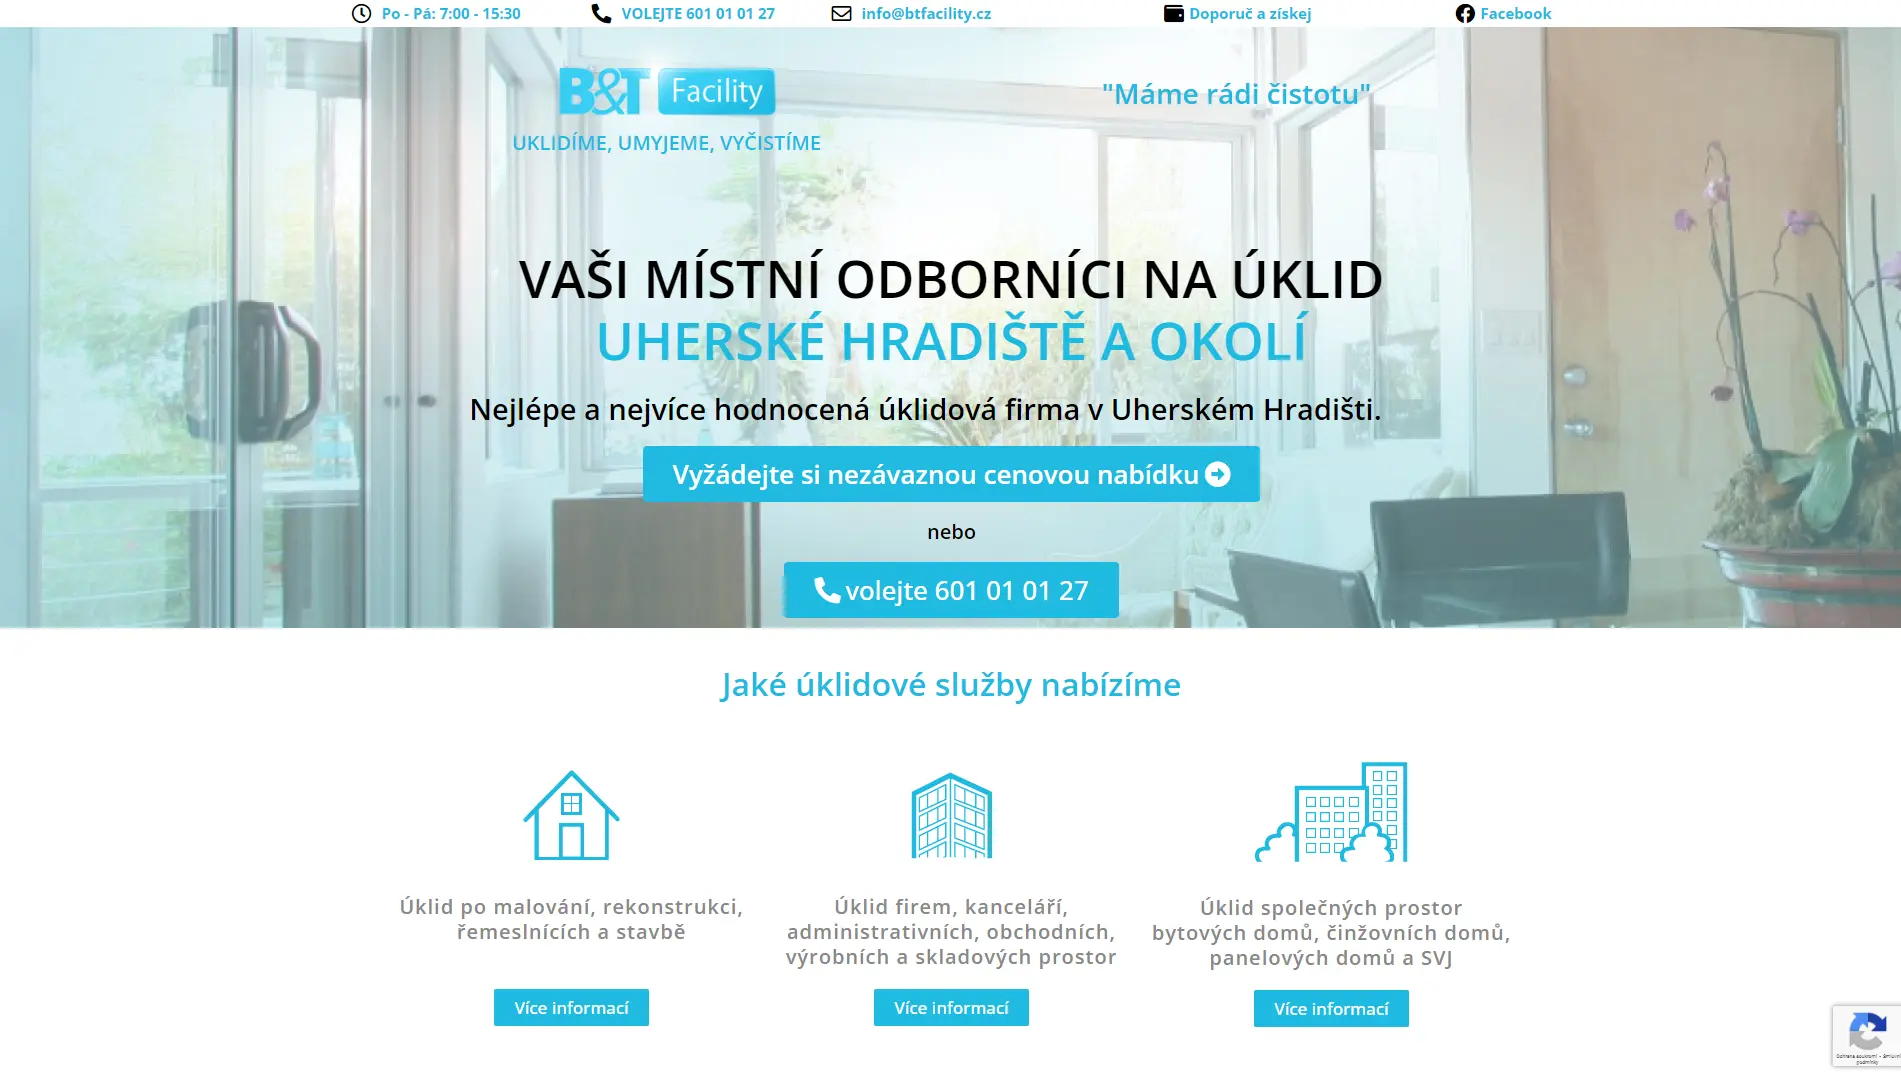 Po - Pá: 7:00 - 15:30
VOLEJTE 601 01 01 27
info@btfacility.cz
Doporuč a získej
Facebook
B&T Facility
UKLIDÍME, UMYJEME, VYČISTÍME
"Máme rádi čistotu"
VAŠI MÍSTNÍ ODBORNÍCI NA ÚKLID
UHERSKÉ HRADIŠTĚ A OKOLÍ
Nejlépe a nejvíce hodnocená úklidová firma v Uherském Hradišti.
Vyžádejte si nezávaznou cenovou nabídku
nebo
volejte 601 01 01 27
Jaké úklidové služby nabízíme
Úklid po malování, rekonstrukci,
řemeslnících a stavbě
Více informací
Úklid firem, kanceláří,
administrativních, obchodních,
výrobních a skladových prostor
Více informací
Úklid společných prostor
bytových domů, činžovních domů,
panelových domů a SVJ
Více informací
Ochrana soukromí - Smluvní
podmínky